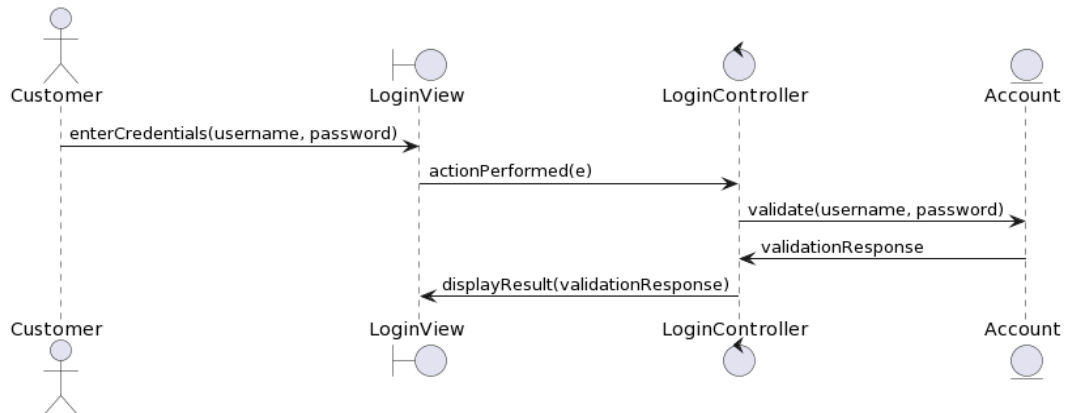 Customer
LoginView
LoginController
Account
enterCredentials(username, password)
actionPerformed(e)
validate(username, password)
validationResponse
displayResult(validationResponse)
Customer
LoginView
LoginController
Account